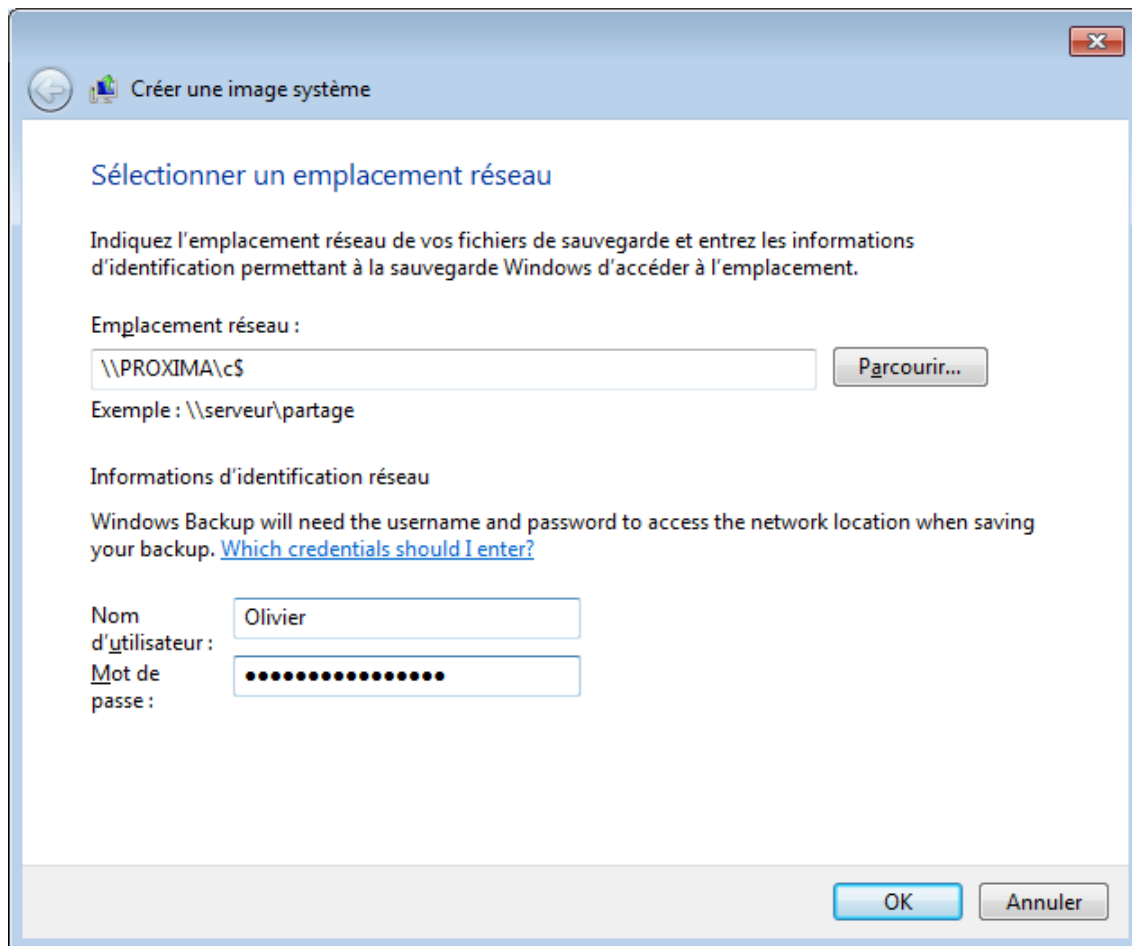 Créer une image système
Sélectionner un emplacement réseau
Indiquez l'emplacement réseau de vos fichiers de sauvegarde et entrez les informations
d'identification permettant à la sauvegarde Windows d'accéder à l'emplacement.
Emplacement réseau :
\\PROXIMA\c$
Parcourir...
Exemple : \\serveur\partage
Informations d'identification réseau
Windows Backup will need the username and password to access the network location when saving
your backup. Which credentials should I enter?
Nom
d'utilisateur :
Olivier
Mot de
passe :
●●●●●●●●●●●●●●●●
OK
Annuler